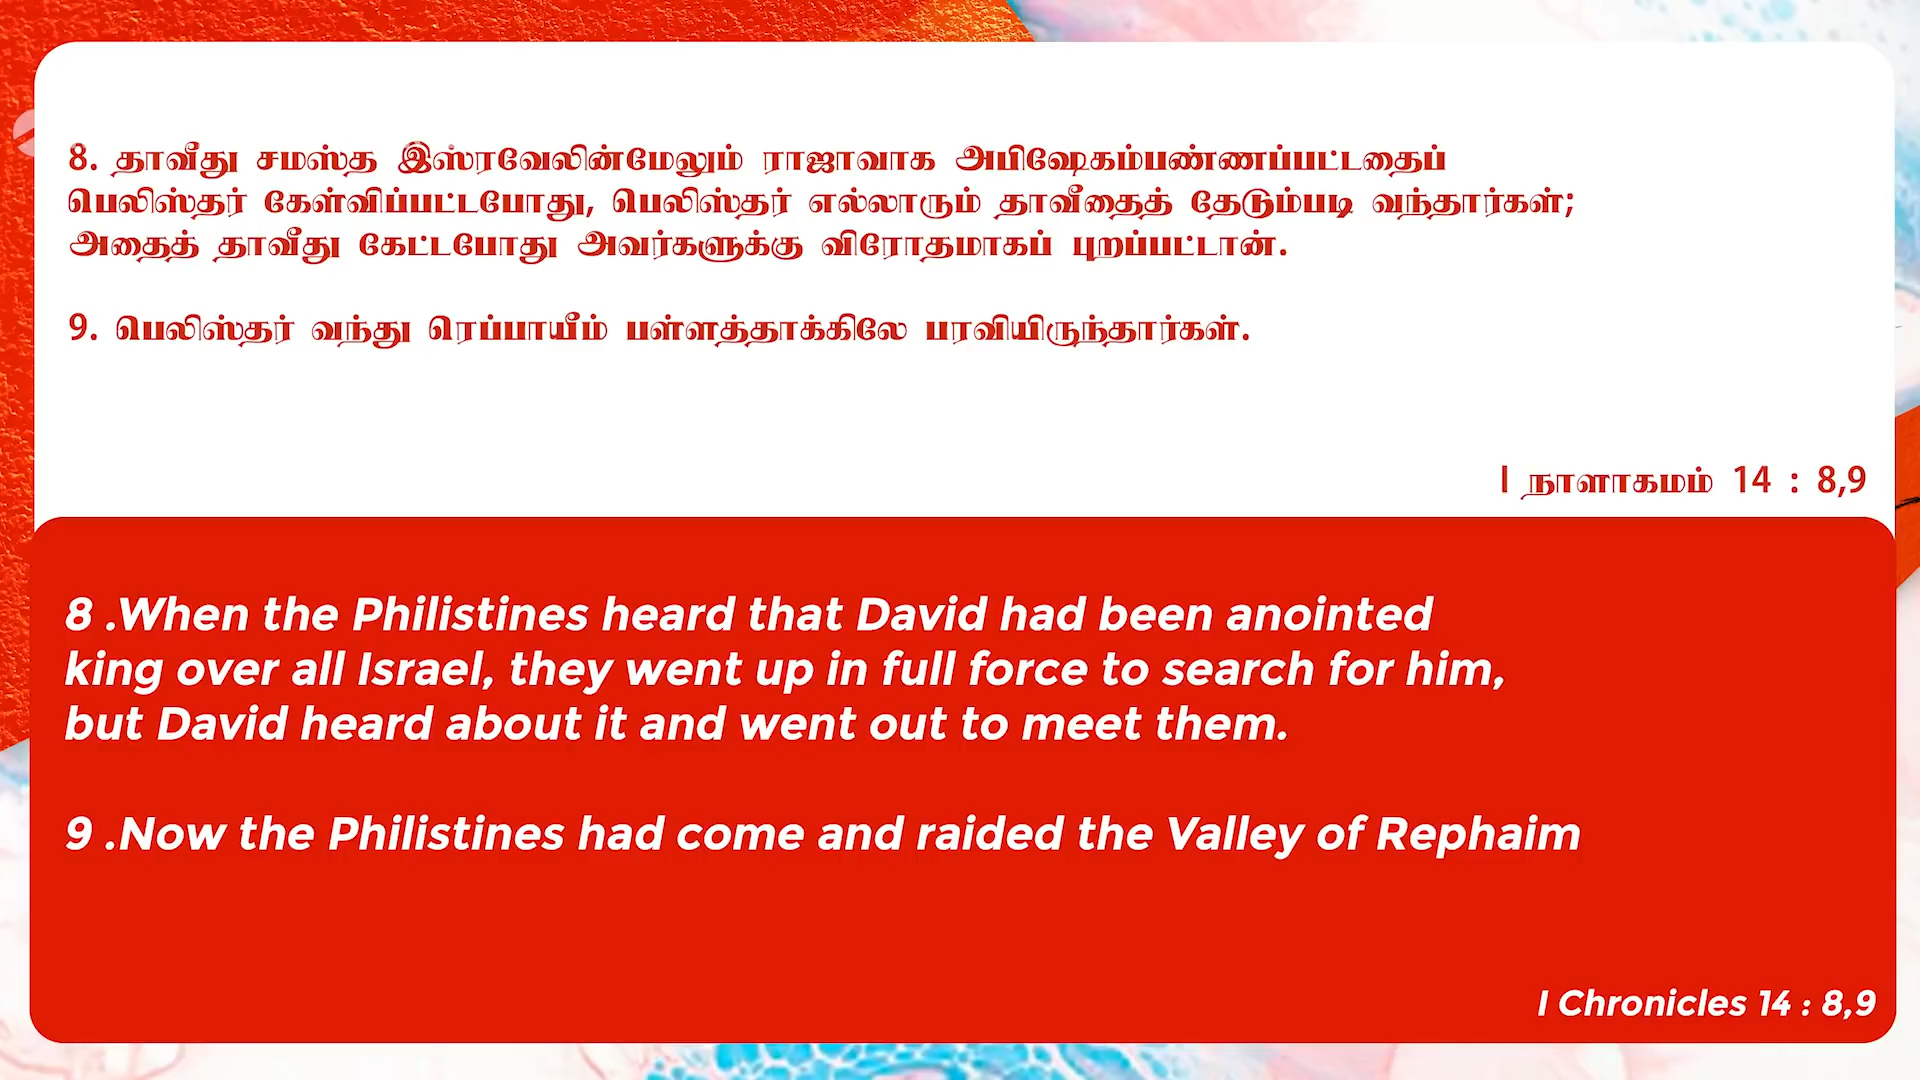 8. தாவீது சமஸ்த இஸ்ரவேலின்மேலும் ராஜாவாக அபிஷேகம்பண்ணப்பட்டதைப்
பெலிஸ்தர் கேள்விப்பட்டபோது, பெலிஸ்தர் எல்லாரும் தாவீதைத் தேடும்படி வந்தார்கள்;
அதைத் தாவீது கேட்டபோது அவர்களுக்கு விரோதமாகப் புறப்பட்டான்.
9. பெலிஸ்தர் வந்து ரெப்பாயீம் பள்ளத்தாக்கிலே பரவியிருந்தார்கள்.
I நாளாகமம் 14 : 8,9
8 .When the Philistines heard that David had been anointed
king over all Israel, they went up in full force to search for him,
but David heard about it and went out to meet them.
9 .Now the Philistines had come and raided the Valley of Rephaim
I Chronicles 14 : 8,9